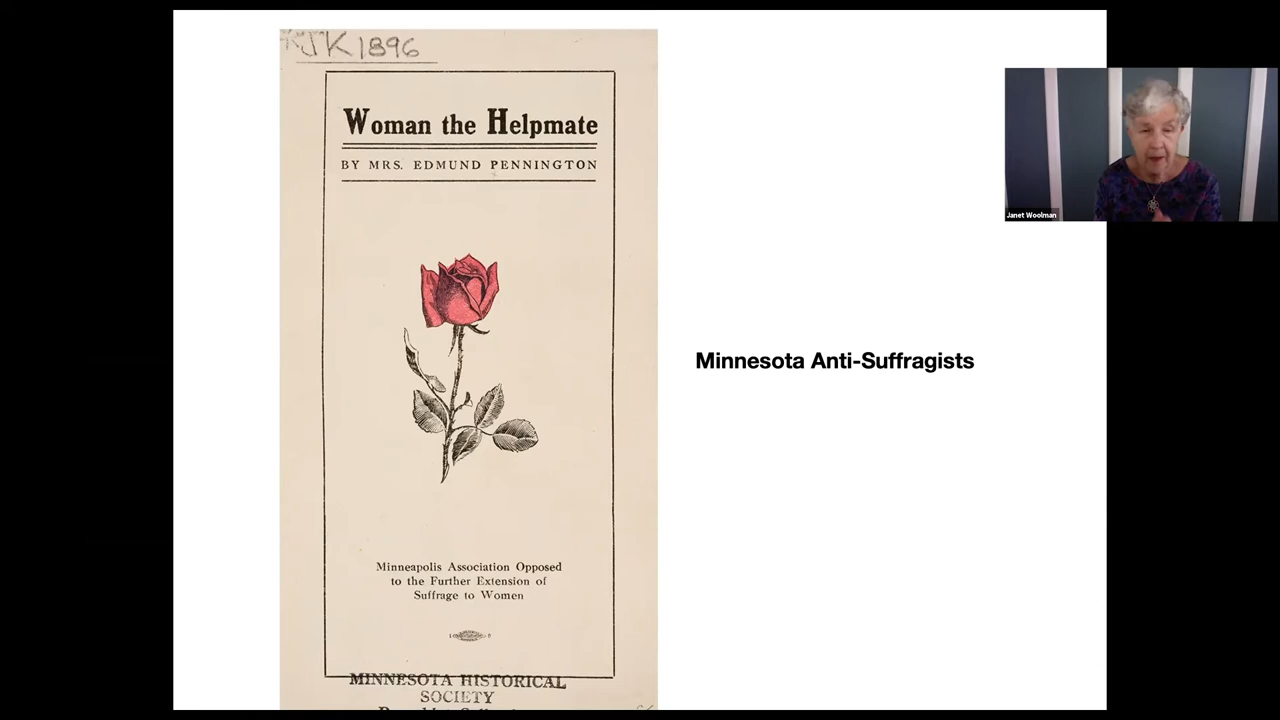 JK1896
Woman the Helpmate
BY MRS. EDMUND PENNINGTON
Minneapolis Association Opposed
to the Further Extension of
Suffrage to Women
MINNESOTA HISTORICAL
SOCIETY
Minnesota Anti-Suffragists
Janet Woolman